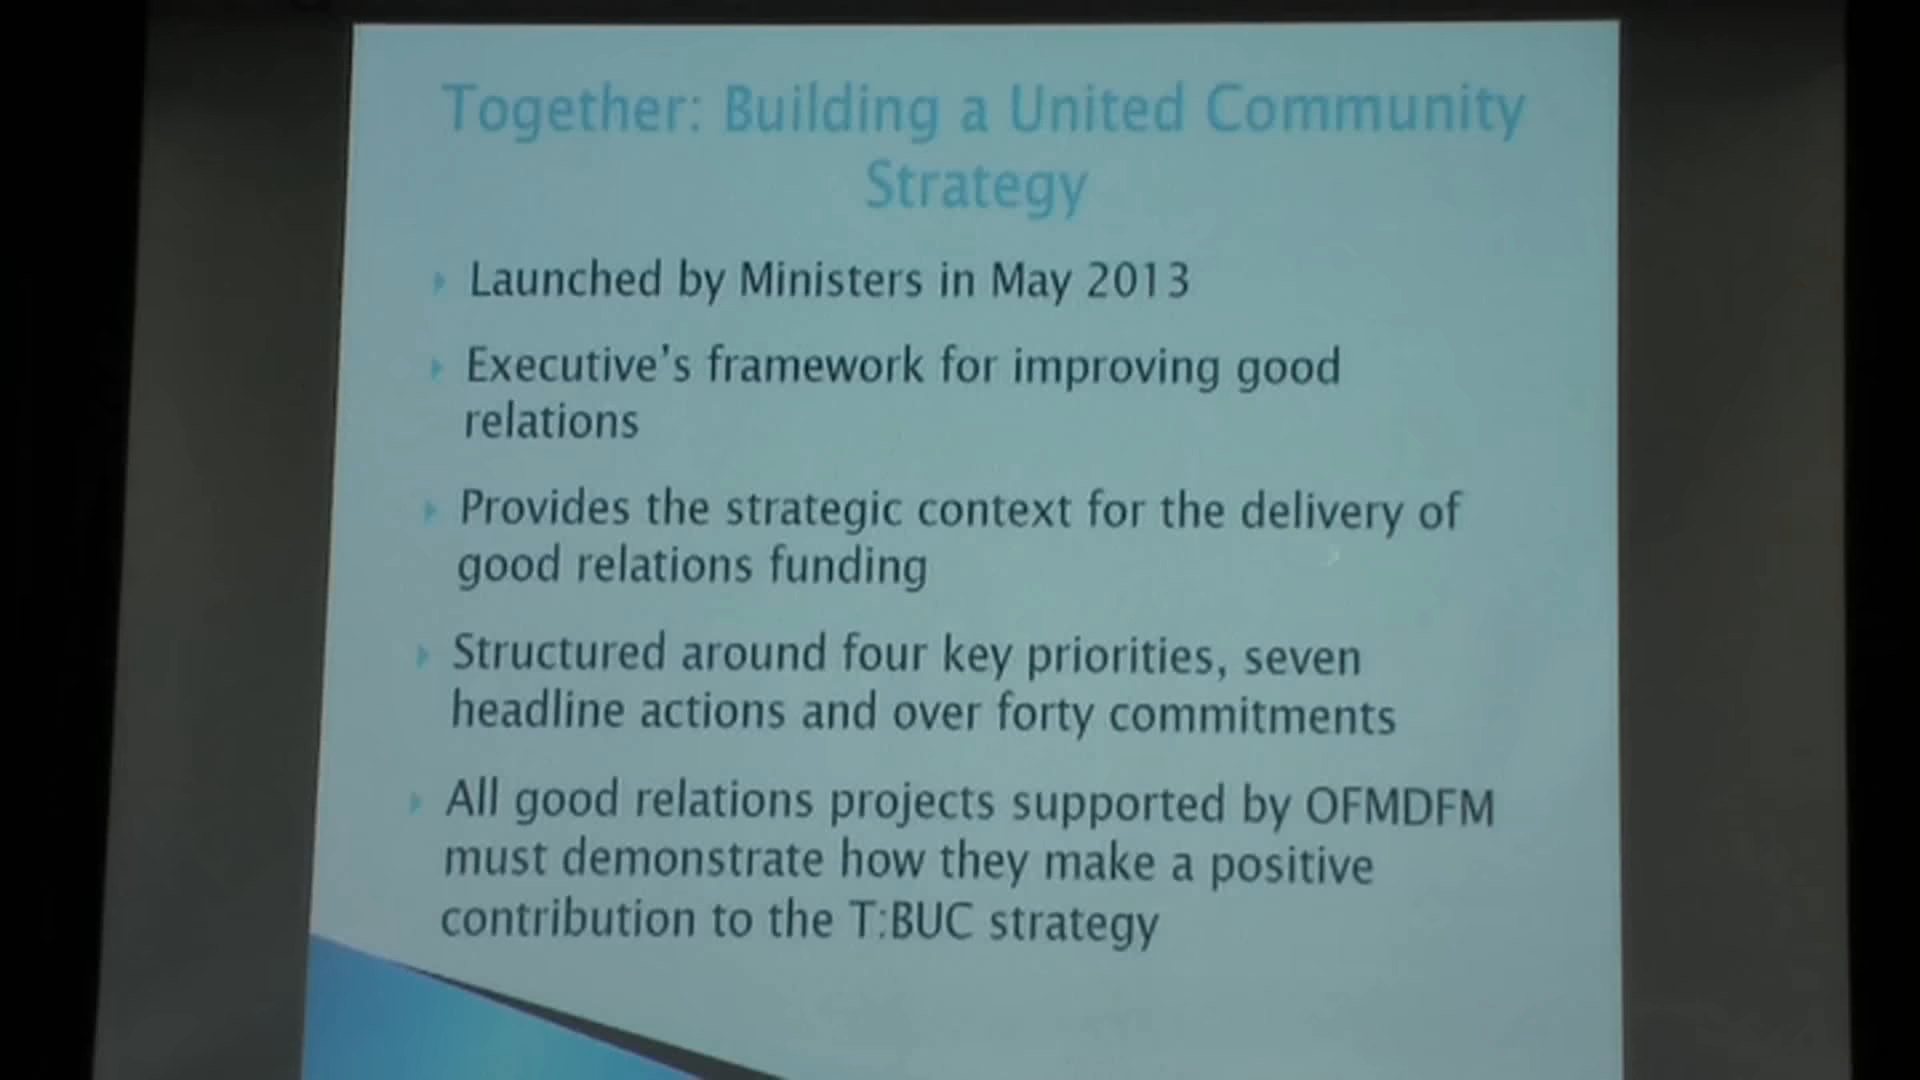 Together: Building a United Community
Strategy
Launched by Ministers in May 2013
Executive's framework for improving good
relations
Provides the strategic context for the delivery of
good relations funding
Structured around four key priorities, seven
headline actions and over forty commitments
All good relations projects supported by OFMDFM
must demonstrate how they make a positive
contribution to the T:BUC strategy